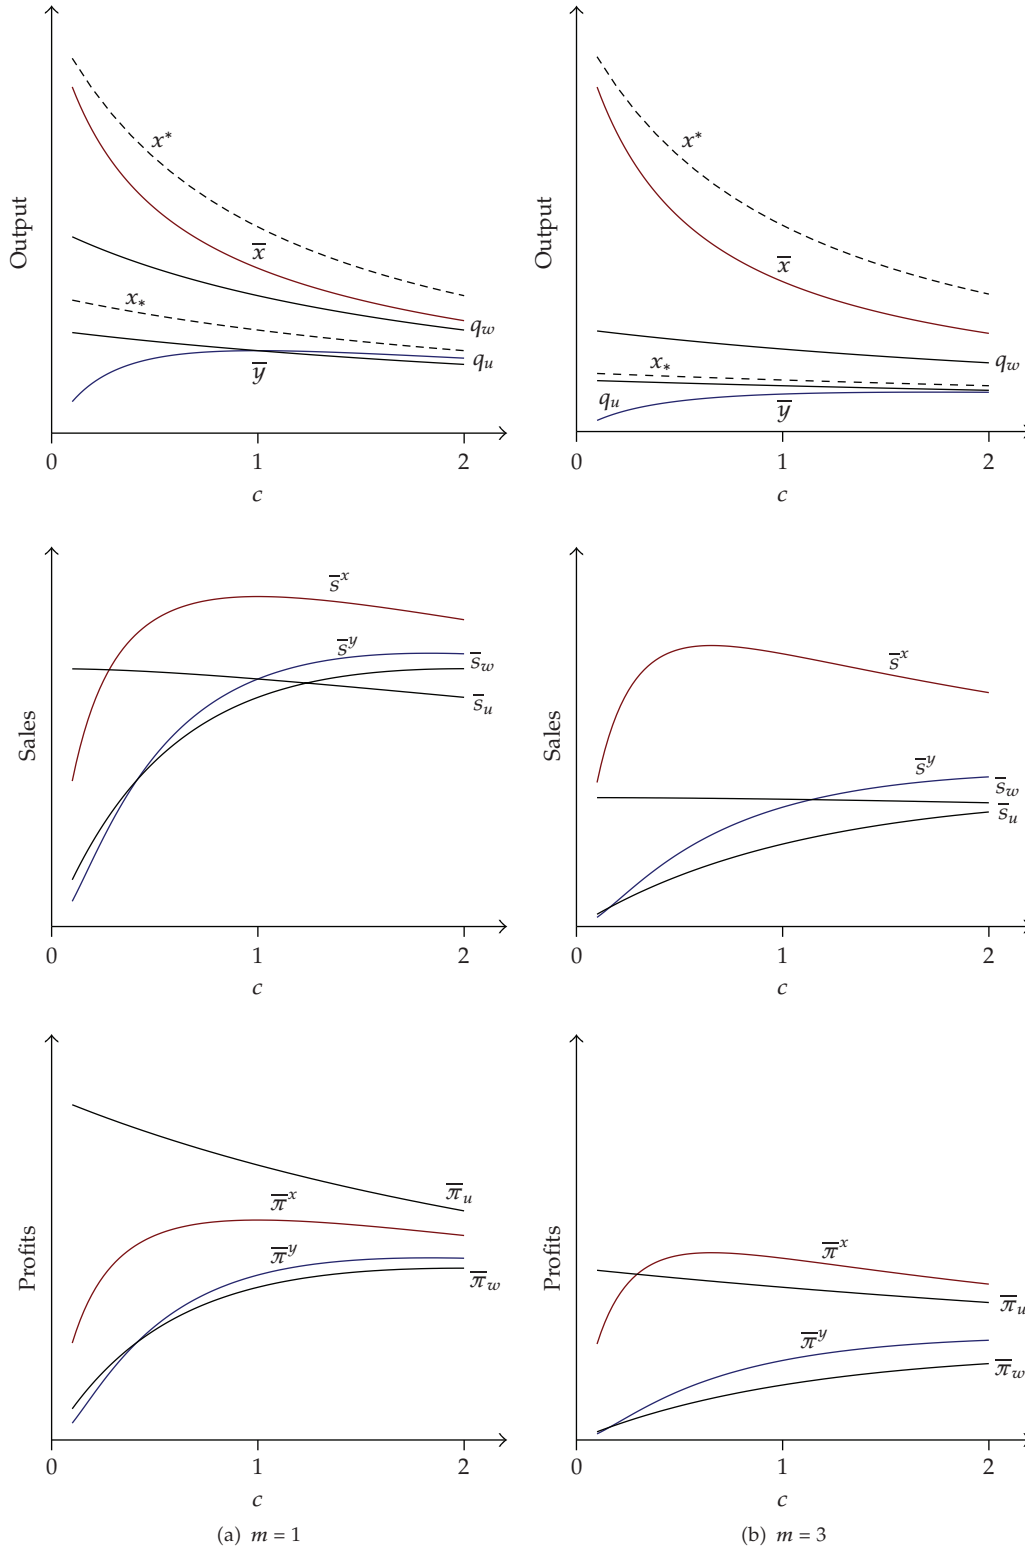 Output
x*
x̅
x∗
y̅
q_w
q_u
0 1 2
c
Output
x*
x̅
x∗
q_u
y̅
q_w
0 1 2
c
Sales
s̅^x
s̅^y
s̅_w
s̅_u
0 1 2
c
Sales
s̅^x
s̅^y
s̅_w
s̅_u
0 1 2
c
Profits
π̅_u
π̅^x
π̅^y
π̅_w
0 1 2
c
(a) m = 1
Profits
π̅^x
π̅_u
π̅^y
π̅_w
0 1 2
c
(b) m = 3